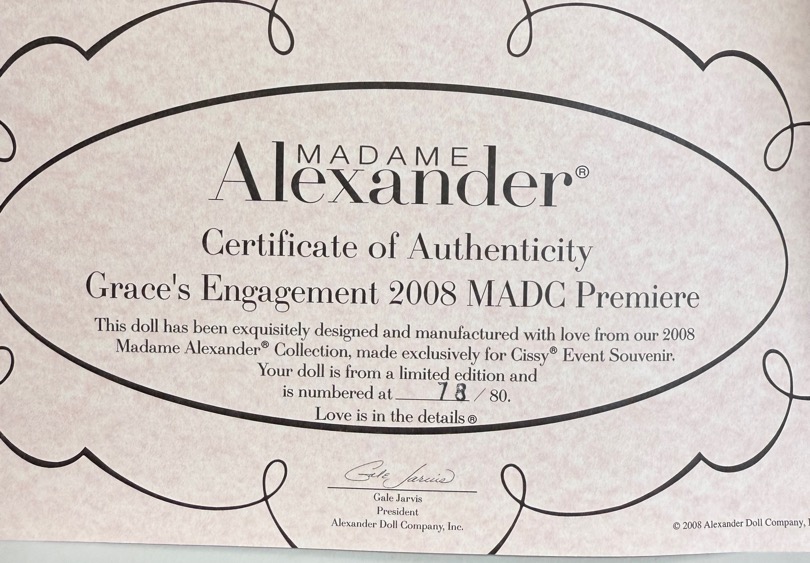 MADAME
Alexander®
Certificate of Authenticity
Grace's Engagement 2008 MADC Premiere
This doll has been exquisitely designed and manufactured with love from our 2008
Madame Alexander® Collection, made exclusively for Cissy® Event Souvenir.
Your doll is from a limited edition and
is numbered at 78 / 80.
Love is in the details®
Gale Jarvis
Gale Jarvis
President
Alexander Doll Company, Inc.
© 2008 Alexander Doll Company,